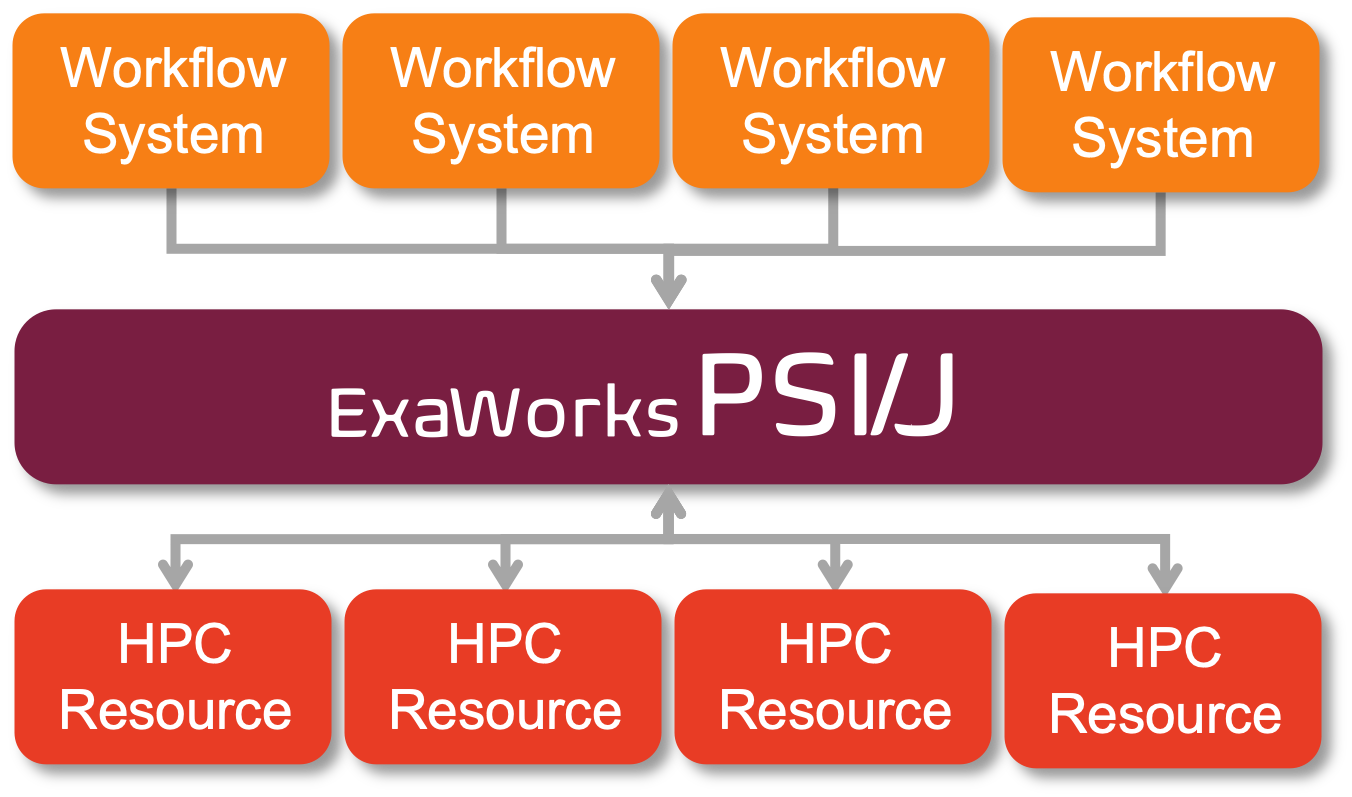 Workflow
System
Workflow
System
Workflow
System
Workflow
System
ExaWorks PSI/J
HPC
Resource
HPC
Resource
HPC
Resource
HPC
Resource